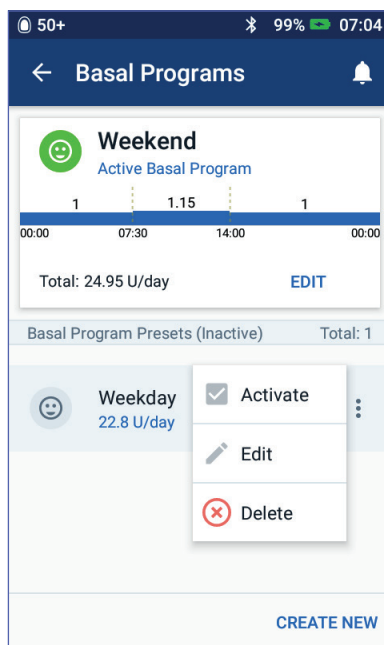 50+ 99% 07:04
Basal Programs
Weekend
Active Basal Program
1 1.15 1
00:00 07:30 14:00 00:00
Total: 24.95 U/day EDIT
Basal Program Presets (Inactive) Total: 1
Weekday
22.8 U/day
Activate
Edit
Delete
CREATE NEW